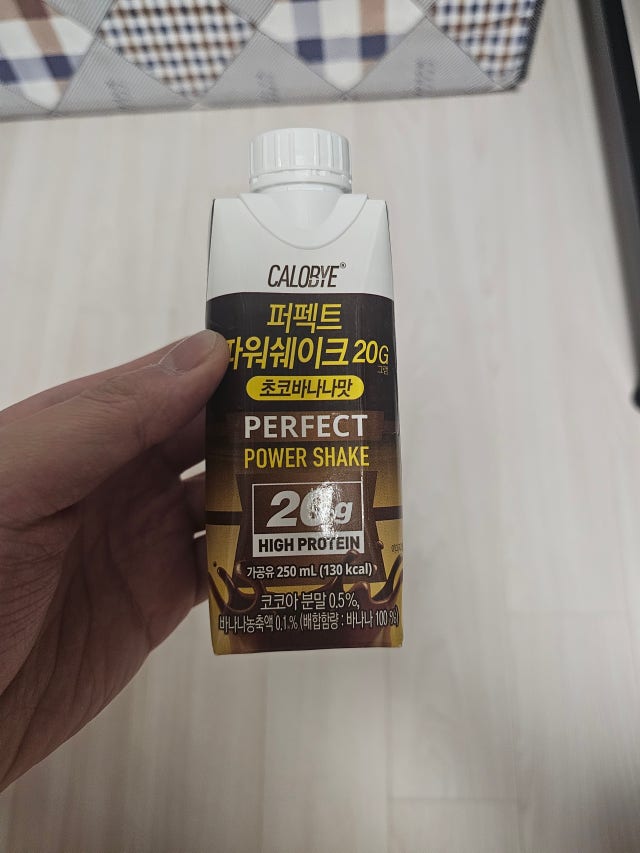 CALOBYE®
퍼펙트
파워쉐이크 20G
그램
초코바나나맛
PERFECT
POWER SHAKE
20g
HIGH PROTEIN
가공유 250 mL (130 kcal)
코코아 분말 0.5%,
바나나농축액 0.1% (배합함량 : 바나나 100 %)